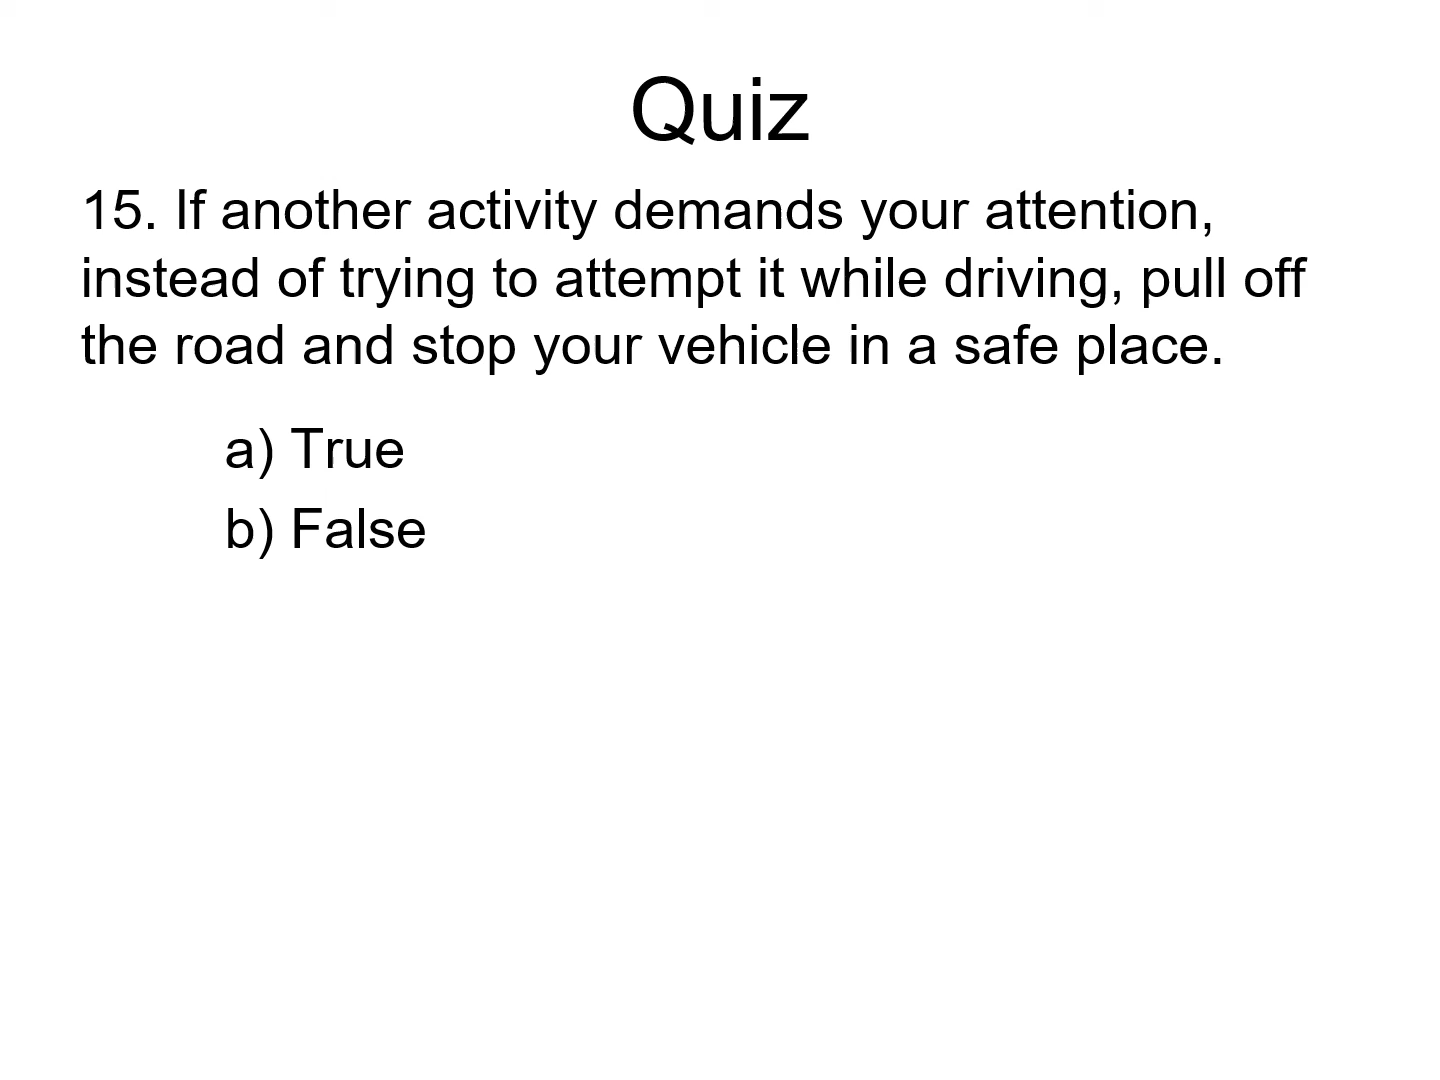 Quiz
15. If another activity demands your attention,
instead of trying to attempt it while driving, pull off
the road and stop your vehicle in a safe place.
a) True
b) False